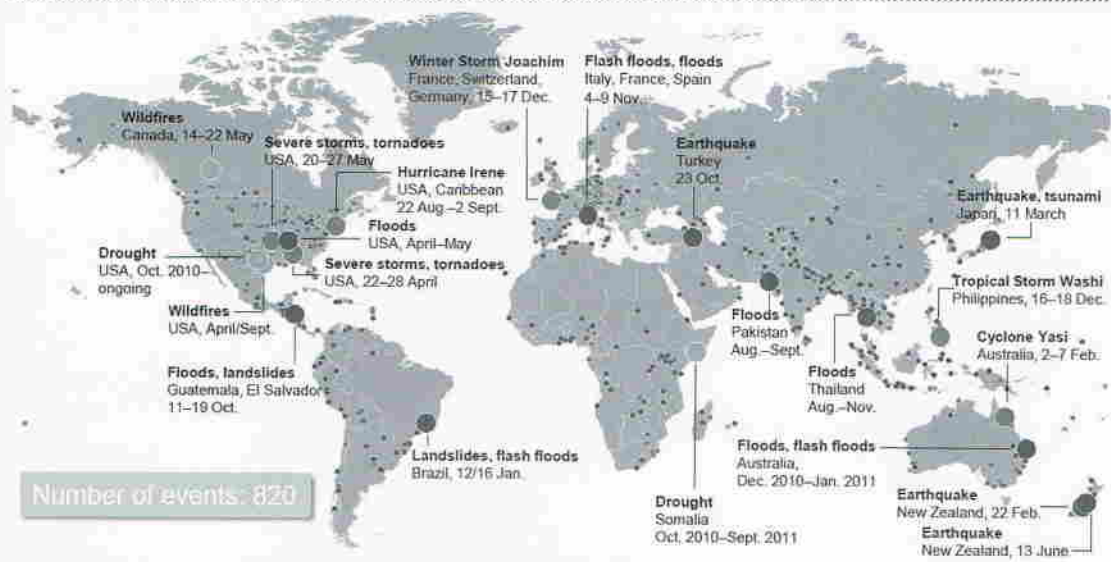 Winter Storm Joachim
France, Switzerland,
Germany, 15–17 Dec.
Flash floods, floods
Italy, France, Spain
4–9 Nov.
Wildfires
Canada, 14–22 May
Severe storms, tornadoes
USA, 20–27 May
Hurricane Irene
USA, Caribbean
22 Aug.–2 Sept.
Floods
USA, April–May
Severe storms, tornadoes
USA, 22–28 April
Drought
USA, Oct. 2010–
ongoing
Wildfires
USA, April/Sept.
Floods, landslides
Guatemala, El Salvador
11–19 Oct.
Landslides, flash floods
Brazil, 12/16 Jan.
Earthquake
Turkey
23 Oct.
Earthquake, tsunami
Japan, 11 March
Tropical Storm Washi
Philippines, 16–18 Dec.
Floods
Pakistan
Aug.–Sept.
Cyclone Yasi
Australia, 2–7 Feb.
Floods
Thailand
Aug.–Nov.
Floods, flash floods
Australia,
Dec. 2010–Jan. 2011
Drought
Somalia
Oct. 2010–Sept. 2011
Earthquake
New Zealand, 22 Feb.
Earthquake
New Zealand, 13 June
Number of events: 820